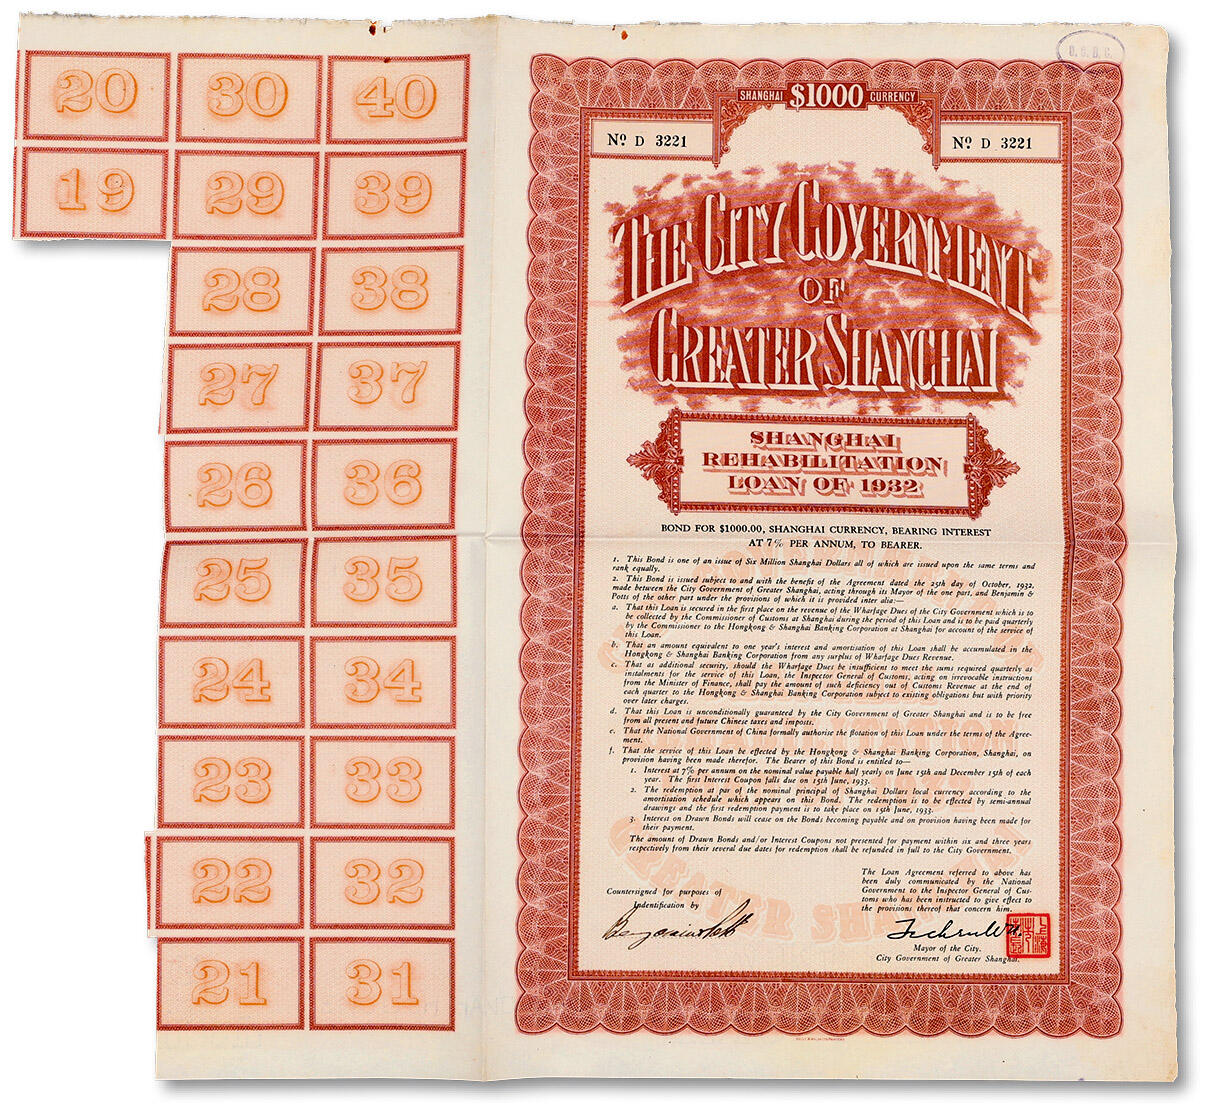 20 30 40
19 29 39
28 38
27 37
26 36
25 35
24 34
23 33
22 32
21 31
SHANGHAI $1000 CURRENCY
Nº D 3221
Nº D 3221
THE CITY GOVERNMENT
OF
GREATER SHANGHAI
SHANGHAI
REHABILITATION
LOAN OF 1932
BOND FOR $1000.00, SHANGHAI CURRENCY, BEARING INTEREST
AT 7% PER ANNUM, TO BEARER.
1. This Bond is one of an issue of Six Million Shanghai Dollars all of which are issued upon the same terms and
rank equally.
2. This Bond is issued subject to and with the benefit of the Agreement dated the 25th day of October, 1932,
made between the City Government of Greater Shanghai, acting through its Mayor of the one part, and Benjamin &
Potts of the other part under the provisions of which it is provided inter alia:—
a. That this Loan is secured in the first place on the revenue of the Wharfage Dues of the City Government which is to
be collected by the Commissioner of Customs at Shanghai during the period of this Loan and is to be paid quarterly
by the Commissioner to the Hongkong & Shanghai Banking Corporation at Shanghai for account of the service of
this Loan.
b. That an amount equivalent to one year's interest and amortisation of this Loan shall be accumulated in the
Hongkong & Shanghai Banking Corporation from any surplus of Wharfage Dues Revenue.
c. That as additional security, should the Wharfage Dues be insufficient to meet the sums required quarterly as
instalments for the service of this Loan, the Inspector General of Customs, acting on irrevocable instructions
from the Minister of Finance, shall pay the amount of such deficiency out of Customs Revenue at the end of
each quarter to the Hongkong & Shanghai Banking Corporation subject to existing obligations but with priority
over later charges.
d. That this Loan is unconditionally guaranteed by the City Government of Greater Shanghai and is to be free
from all present and future Chinese taxes and imposts.
e. That the National Government of China formally authorise the flotation of this Loan under the terms of the Agree-
ment.
f. That the service of this Loan be effected by the Hongkong & Shanghai Banking Corporation, Shanghai, on
provision having been made therefor. The Bearer of this Bond is entitled to—
1. Interest at 7% per annum on the nominal value payable half yearly on June 15th and December 15th of each
year. The first Interest Coupon falls due on 15th June, 1933.
2. The redemption at par of the nominal principal of Shanghai Dollars local currency according to the
amortisation schedule which appears on this Bond. The redemption is to be effected by semi-annual
drawings and the first redemption payment is to take place on 15th June, 1933.
3. Interest on Drawn Bonds will cease on the Bonds becoming payable and on provision having been made for
their payment.
The amount of Drawn Bonds and/or Interest Coupons not presented for payment within six and three years
respectively from their several due dates for redemption shall be refunded in full to the City Government.
The Loan Agreement referred to above has
been duly communicated by the National
Government to the Inspector General of Cus-
toms who has been instructed to give effect to
the provisions thereof that concern him.
Countersigned for purposes of
Indentification by
Mayor of the City.
City Government of Greater Shanghai.